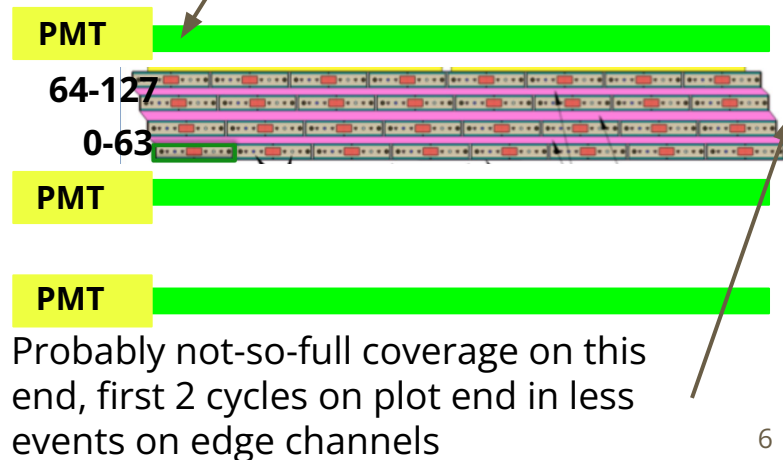 PMT
64-127
0-63
PMT
PMT
Probably not-so-full coverage on this
end, first 2 cycles on plot end in less
events on edge channels
6